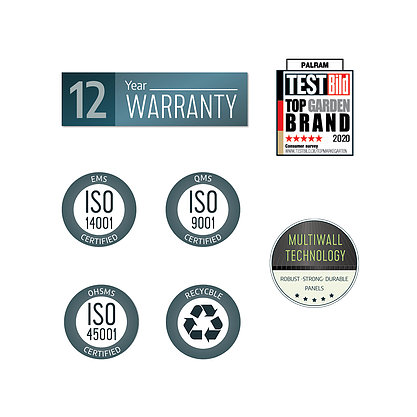 12 Year
WARRANTY
PALRAM
TEST Bild
TOP GARDEN
BRAND
2020
Consumer survey
EMS
ISO
14001
CERTIFIED
QMS
ISO
9001
CERTIFIED
MULTIWALL
TECHNOLOGY
ROBUST · STRONG · DURABLE
PANELS
OHSMS
ISO
45001
CERTIFIED
RECYCBLE